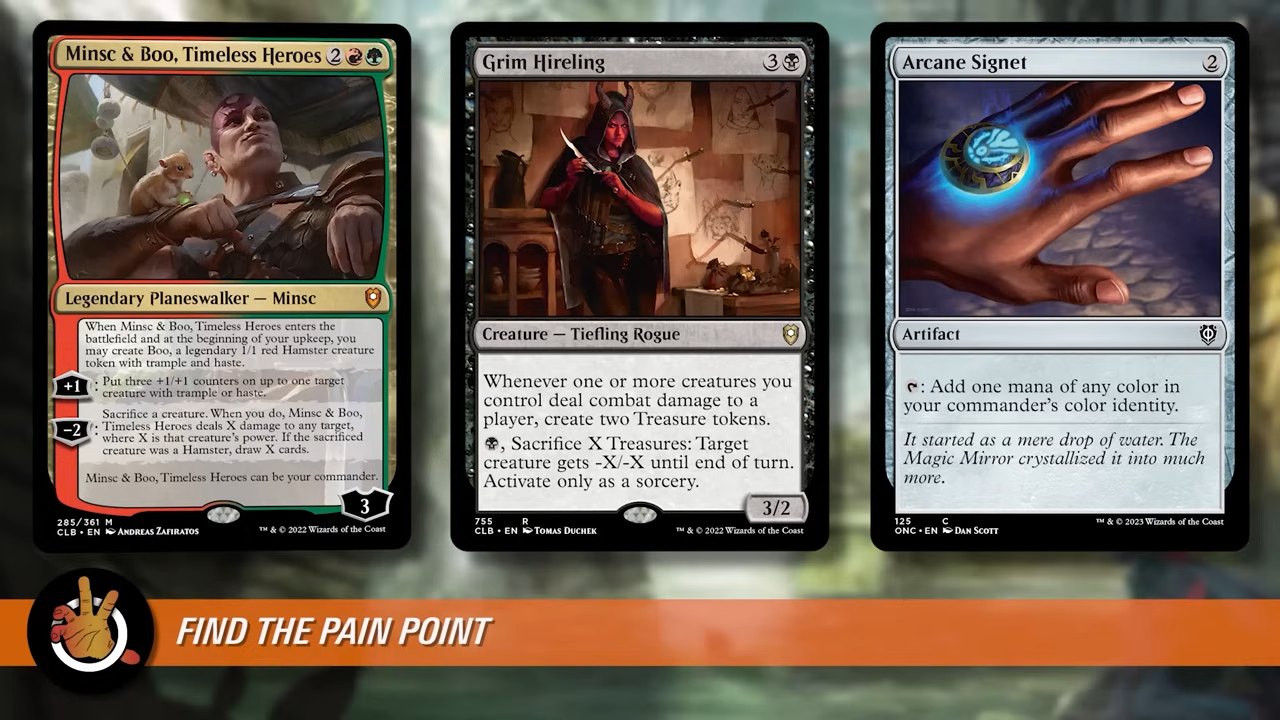 Minsc & Boo, Timeless Heroes 2
When Minsc & Boo, Timeless Heroes enters the
battlefield and at the beginning of your upkeep, you
may create Boo, a legendary 1/1 red Hamster creature
token with trample and haste.
Legendary Planeswalker — Minsc
+1 : Put three +1/+1 counters on up to one target
creature with trample or haste.
Sacrifice a creature. When you do, Minsc & Boo,
−2 : Timeless Heroes deals X damage to any target,
where X is that creature's power. If the sacrificed
creature was a Hamster, draw X cards.
Minsc & Boo, Timeless Heroes can be your commander.
3
285/361 M
CLB • EN ANDREAS ZAFIRATOS
™ & © 2022 Wizards of the Coast
Grim Hireling 3
Creature — Tiefling Rogue
Whenever one or more creatures you
control deal combat damage to a
player, create two Treasure tokens.
, Sacrifice X Treasures: Target
creature gets -X/-X until end of turn.
Activate only as a sorcery.
3/2
755 R
CLB • EN TOMAS DUCHEK
™ & © 2022 Wizards of the Coast
Arcane Signet 2
Artifact
: Add one mana of any color in
your commander's color identity.
It started as a mere drop of water. The
Magic Mirror crystallized it into much
more.
125 C
ONC • EN DAN SCOTT
™ & © 2023 Wizards of the Coast
FIND THE PAIN POINT